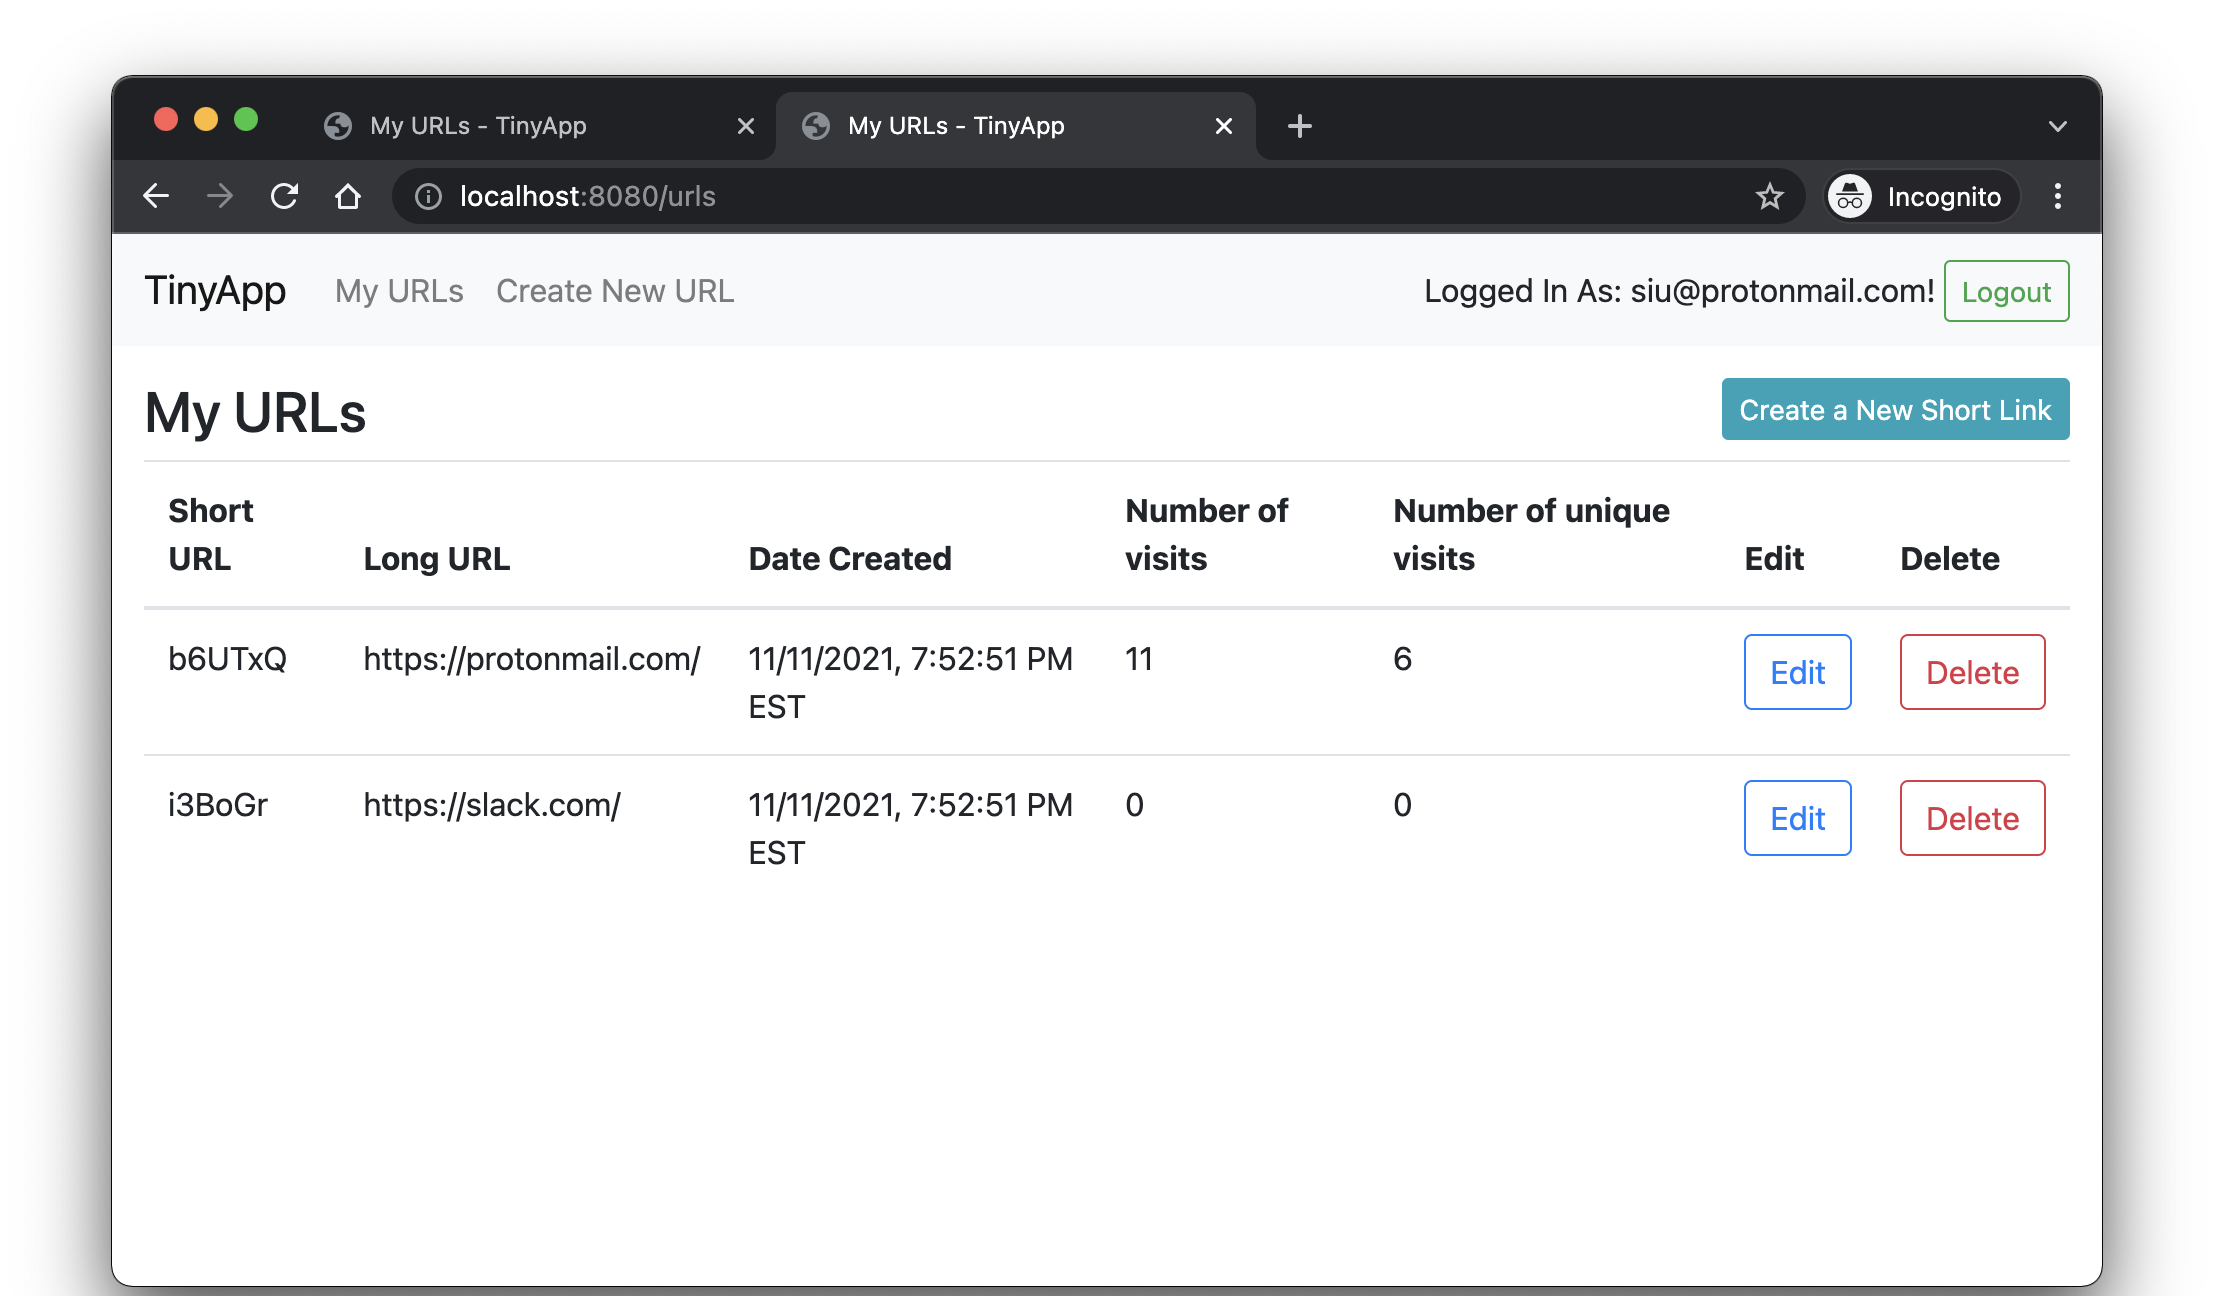 My URLs - TinyApp
My URLs - TinyApp
localhost:8080/urls
Incognito
TinyApp My URLs Create New URL Logged In As: siu@protonmail.com! Logout
My URLs Create a New Short Link
Short URL Long URL Date Created Number of visits Number of unique visits Edit Delete
b6UTxQ https://protonmail.com/ 11/11/2021, 7:52:51 PM EST 11 6 Edit Delete
i3BoGr https://slack.com/ 11/11/2021, 7:52:51 PM EST 0 0 Edit Delete